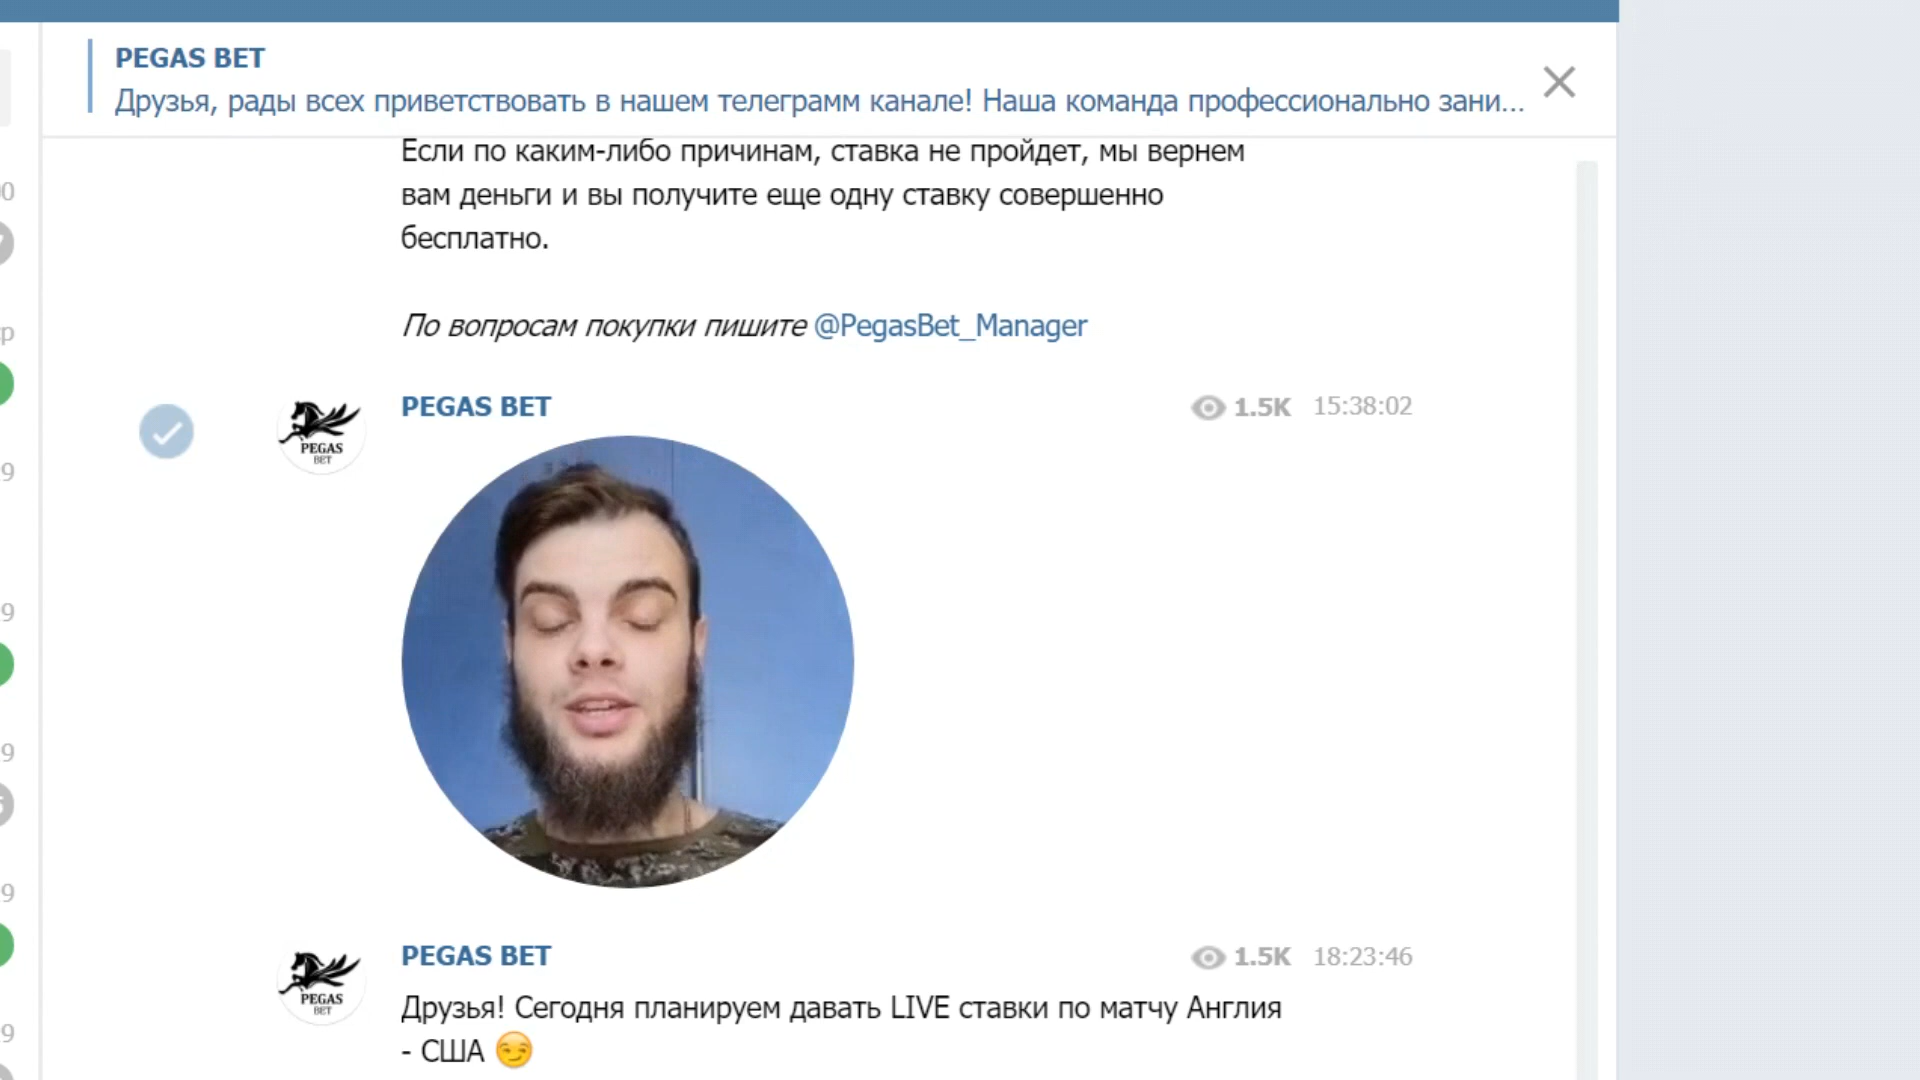 PEGAS BET
Друзья, рады всех приветствовать в нашем телеграмм канале! Наша команда профессионально зани...
Если по каким-либо причинам, ставка не пройдет, мы вернем
вам деньги и вы получите еще одну ставку совершенно
бесплатно.
По вопросам покупки пишите @PegasBet_Manager
PEGAS BET 1.5K 15:38:02
PEGAS
BET
PEGAS BET 1.5K 18:23:46
PEGAS
BET
Друзья! Сегодня планируем давать LIVE ставки по матчу Англия
- США